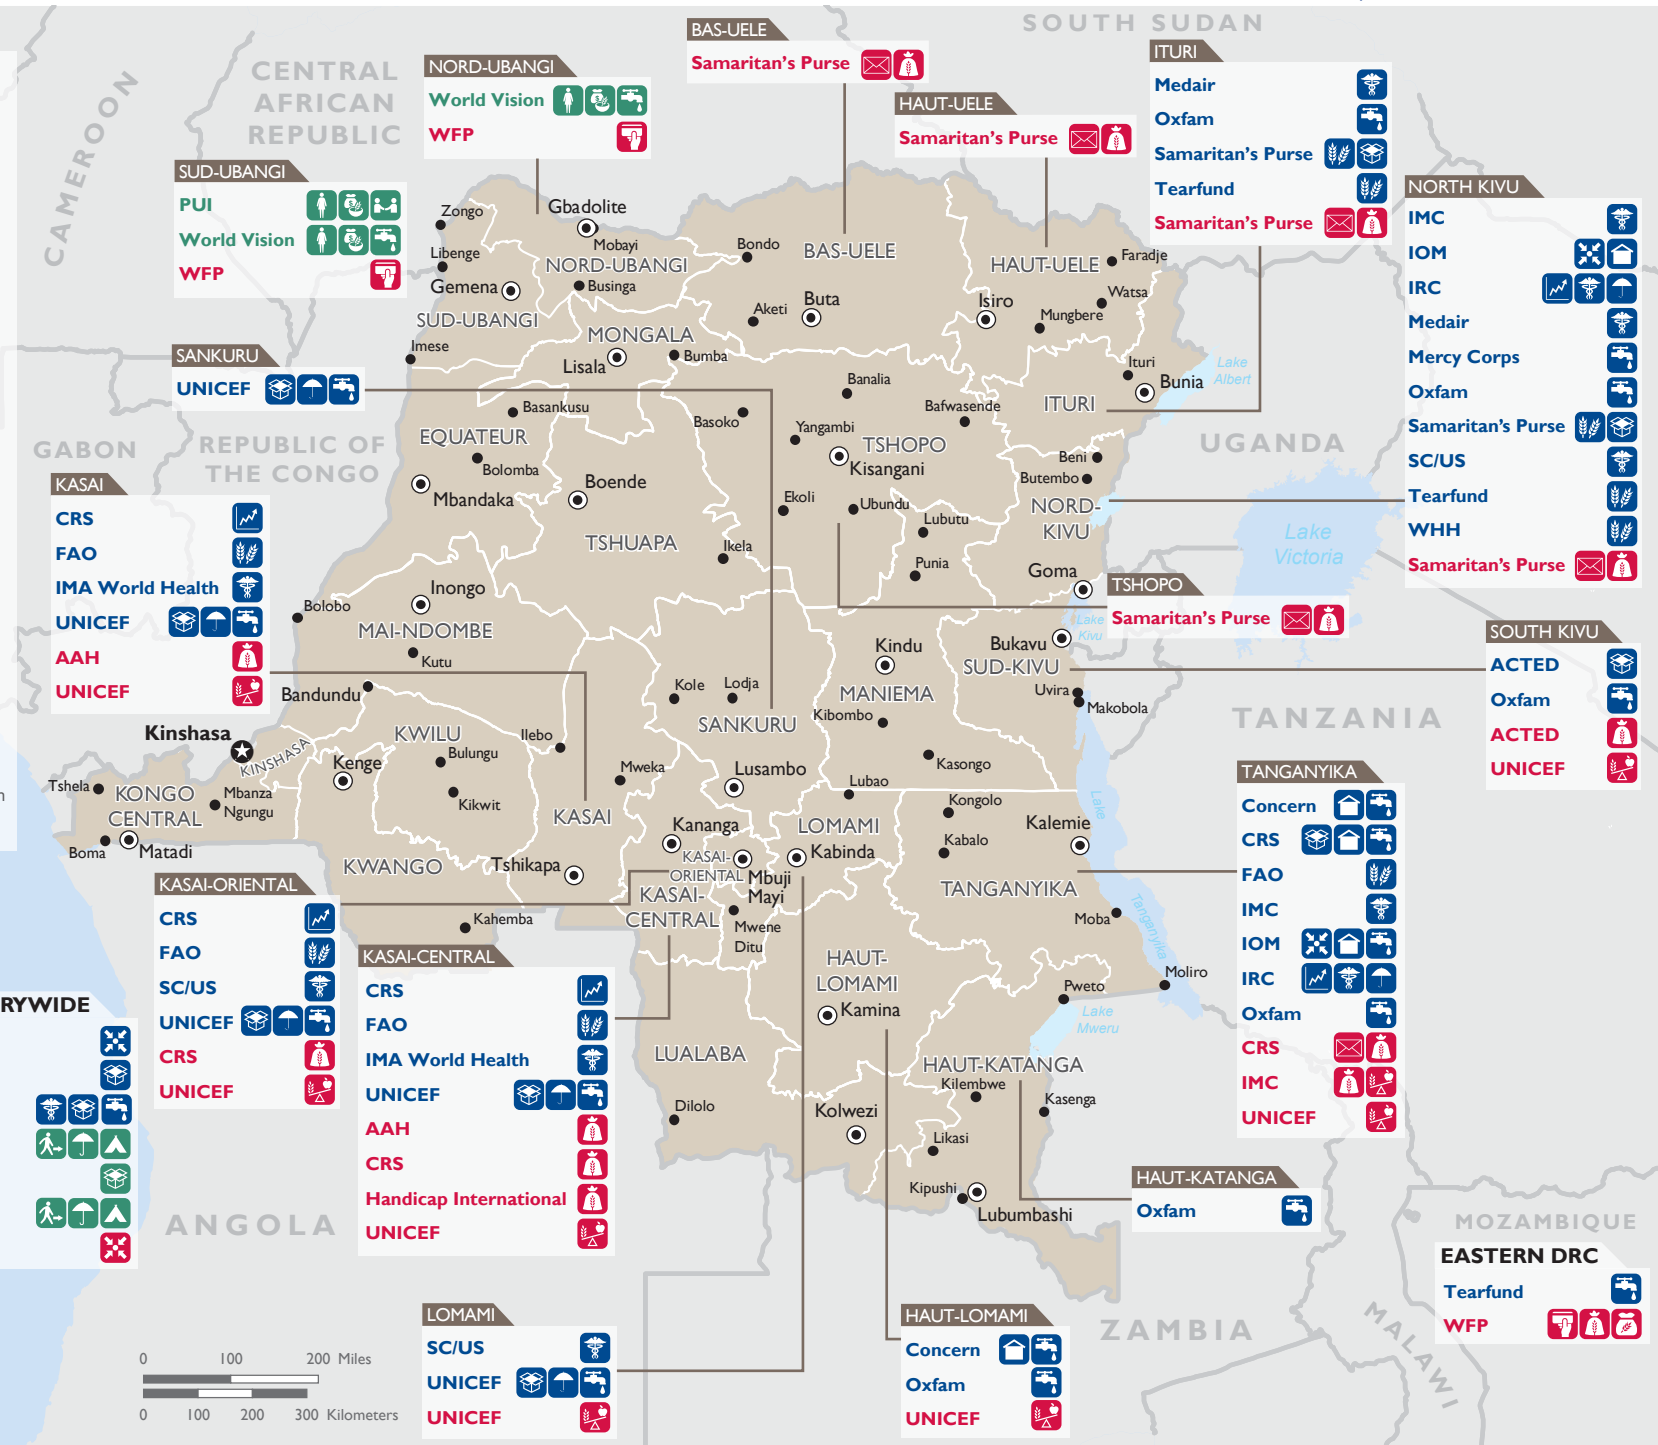 SOUTH SUDAN
CENTRAL
AFRICAN
REPUBLIC
CAMEROON
GABON
REPUBLIC OF
THE CONGO
UGANDA
TANZANIA
ANGOLA
ZAMBIA
MALAWI
MOZAMBIQUE
BAS-UELE
Samaritan's Purse
NORD-UBANGI
World Vision
WFP
HAUT-UELE
Samaritan's Purse
ITURI
Medair
Oxfam
Samaritan's Purse
Tearfund
Samaritan's Purse
SUD-UBANGI
PUI
World Vision
WFP
NORTH KIVU
IMC
IOM
IRC
Medair
Mercy Corps
Oxfam
Samaritan's Purse
SC/US
Tearfund
WHH
Samaritan's Purse
SANKURU
UNICEF
KASAI
CRS
FAO
IMA World Health
UNICEF
AAH
UNICEF
TSHOPO
Samaritan's Purse
SOUTH KIVU
ACTED
Oxfam
ACTED
UNICEF
TANGANYIKA
Concern
CRS
FAO
IMC
IOM
IRC
Oxfam
CRS
IMC
UNICEF
KASAI-ORIENTAL
CRS
FAO
SC/US
UNICEF
CRS
UNICEF
KASAI-CENTRAL
CRS
FAO
IMA World Health
UNICEF
AAH
CRS
Handicap International
UNICEF
RYWIDE
HAUT-KATANGA
Oxfam
EASTERN DRC
Tearfund
WFP
LOMAMI
SC/US
UNICEF
UNICEF
HAUT-LOMAMI
Concern
Oxfam
UNICEF
Zongo
Gbadolite
Mobayi
Libenge
NORD-UBANGI
Gemena
Businga
SUD-UBANGI
Bondo
BAS-UELE
HAUT-UELE
Faradje
Watsa
Isiro
Mungbere
Aketi
Buta
MONGALA
Imese
Lisala
Bumba
Ituri
Bunia
Lake
Albert
ITURI
Banalia
Bafwasende
Basankusu
Basoko
Yangambi
TSHOPO
Kisangani
EQUATEUR
Bolomba
Mbandaka
Boende
Beni
Butembo
NORD-
KIVU
Ekoli
Ubundu
Lubutu
Lake
Victoria
TSHUAPA
Ikela
Punia
Goma
Inongo
Bolobo
MAI-NDOMBE
Kutu
Lake
Kivu
Bukavu
SUD-KIVU
Kindu
MANIEMA
Uvira
Makobola
Kibombo
Bandundu
Kole
Lodja
SANKURU
Kinshasa
KINSHASA
KWILU
Ilebo
Bulungu
Kenge
Kikwit
Mweka
Lusambo
Kasongo
Lubao
Tshela
KONGO
CENTRAL
Mbanza
Ngungu
Boma
Matadi
KASAI
Kananga
LOMAMI
Kabinda
Kongolo
Kabalo
Kalemie
Lake
Tanganyika
KWANGO
Tshikapa
KASAI-
ORIENTAL
Mbuji
Mayi
KASAI-
CENTRAL
Mwene
Ditu
TANGANYIKA
Moba
Kahemba
HAUT-
LOMAMI
Kamina
Pweto
Moliro
Lake
Mweru
LUALABA
HAUT-KATANGA
Kilembwe
Kasenga
Dilolo
Kolwezi
Likasi
Kipushi
Lubumbashi
0 100 200 Miles
0 100 200 300 Kilometers